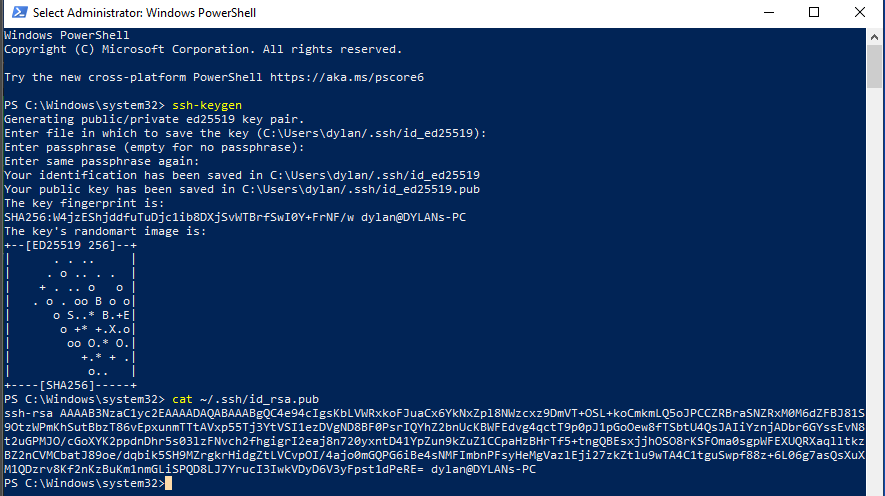 Select Administrator: Windows PowerShell
Windows PowerShell
Copyright (C) Microsoft Corporation. All rights reserved.
Try the new cross-platform PowerShell https://aka.ms/pscore6
PS C:\Windows\system32> ssh-keygen
Generating public/private ed25519 key pair.
Enter file in which to save the key (C:\Users\dylan/.ssh/id_ed25519):
Enter passphrase (empty for no passphrase):
Enter same passphrase again:
Your identification has been saved in C:\Users\dylan/.ssh/id_ed25519
Your public key has been saved in C:\Users\dylan/.ssh/id_ed25519.pub
The key fingerprint is:
SHA256:W4jzEShjddfuTuDjc1ib8DXjSvWTBrfSwI0Y+FrNF/w dylan@DYLANs-PC
The key's randomart image is:
+--[ED25519 256]--+
|      . . ..     |
|     . o .. . .  |
|    + . .. o   o |
|   . o . oo B o o|
|      o S..* B.+E|
|       o +* +.X.o|
|        oo O.* O.|
|          +.* + .|
|           o..   |
+----[SHA256]-----+
PS C:\Windows\system32> cat ~/.ssh/id_rsa.pub
ssh-rsa AAAAB3NzaC1yc2EAAAADAQABAAABgQC4e94cIgsKbLVWRxkoFJuaCx6YkNxZpl8NWzcxz9DmVT+OSL+koCmkmLQ5oJPCCZRBraSNZRxM0M6dZFBJ81S
9OtzWPmKhSutBbzT86vEpxunmTTtAVxp55Tj3YtVSI1ezDVgND8BF0PsrIQYhZ2bnUcKBWFEdvg4qctT9p0pJ1pGoOew8fTSbtU4QsJAIiYznjADbr6GYssEvN8
t2uGPMJO/cGoXYK2ppdnDhr5s03lzFNvch2fhgigrI2eaj8n720yxntD41YpZun9kZuZ1CCpaHzBHrTf5+tngQBEsxjjhOSO8rKSFOma0sgpWFEXUQRXaqlltkz
BZ2nCVMCbatJ89oe/dqbik5SH9MZrgkrHidgZtLVCvpOI/4ajo0mGQPG6iBe4sNMFImbnPFsyHeMgVazlEji27zkZtlu9wTA4C1tguSwpf88z+6L06g7asQsXuX
M1QDzrv8Kf2nKzBuKm1nmGLiSPQD8LJ7YrucI3IwkVDyD6V3yFpst1dPeRE= dylan@DYLANs-PC
PS C:\Windows\system32>